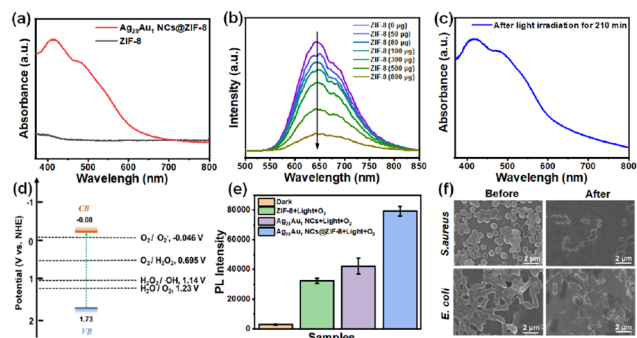 (a)
Ag28Au1 NCs@ZIF-8
ZIF-8
Absorbance (a.u.)
400 500 600 700 800
Wavelength (nm)
(b)
ZIF-8 (0 μg)
ZIF-8 (50 μg)
ZIF-8 (80 μg)
ZIF-8 (100 μg)
ZIF-8 (300 μg)
ZIF-8 (500 μg)
ZIF-8 (800 μg)
Intensity (a.u.)
500 550 600 650 700 750 800 850
Wavelength (nm)
(c)
After light irradiation for 210 min
Absorbance (a.u.)
400 500 600 700 800
Wavelength (nm)
(d)
Potential (V vs. NHE)
-1
0
1
2
CB
-0.08
1.73
VB
O2 / O2-, -0.046 V
O2 / H2O2, 0.695 V
H2O2 / ·OH, 1.14 V
H2O / O2, 1.23 V
(e)
Dark
ZIF-8+Light+O2
Ag28Au1 NCs+Light+O2
Ag28Au1 NCs@ZIF-8+Light+O2
PL Intensity
80000
60000
40000
20000
0
Samples
(f)
Before After
S.aureus
2 μm 2 μm
E. coli
2 μm 2 μm